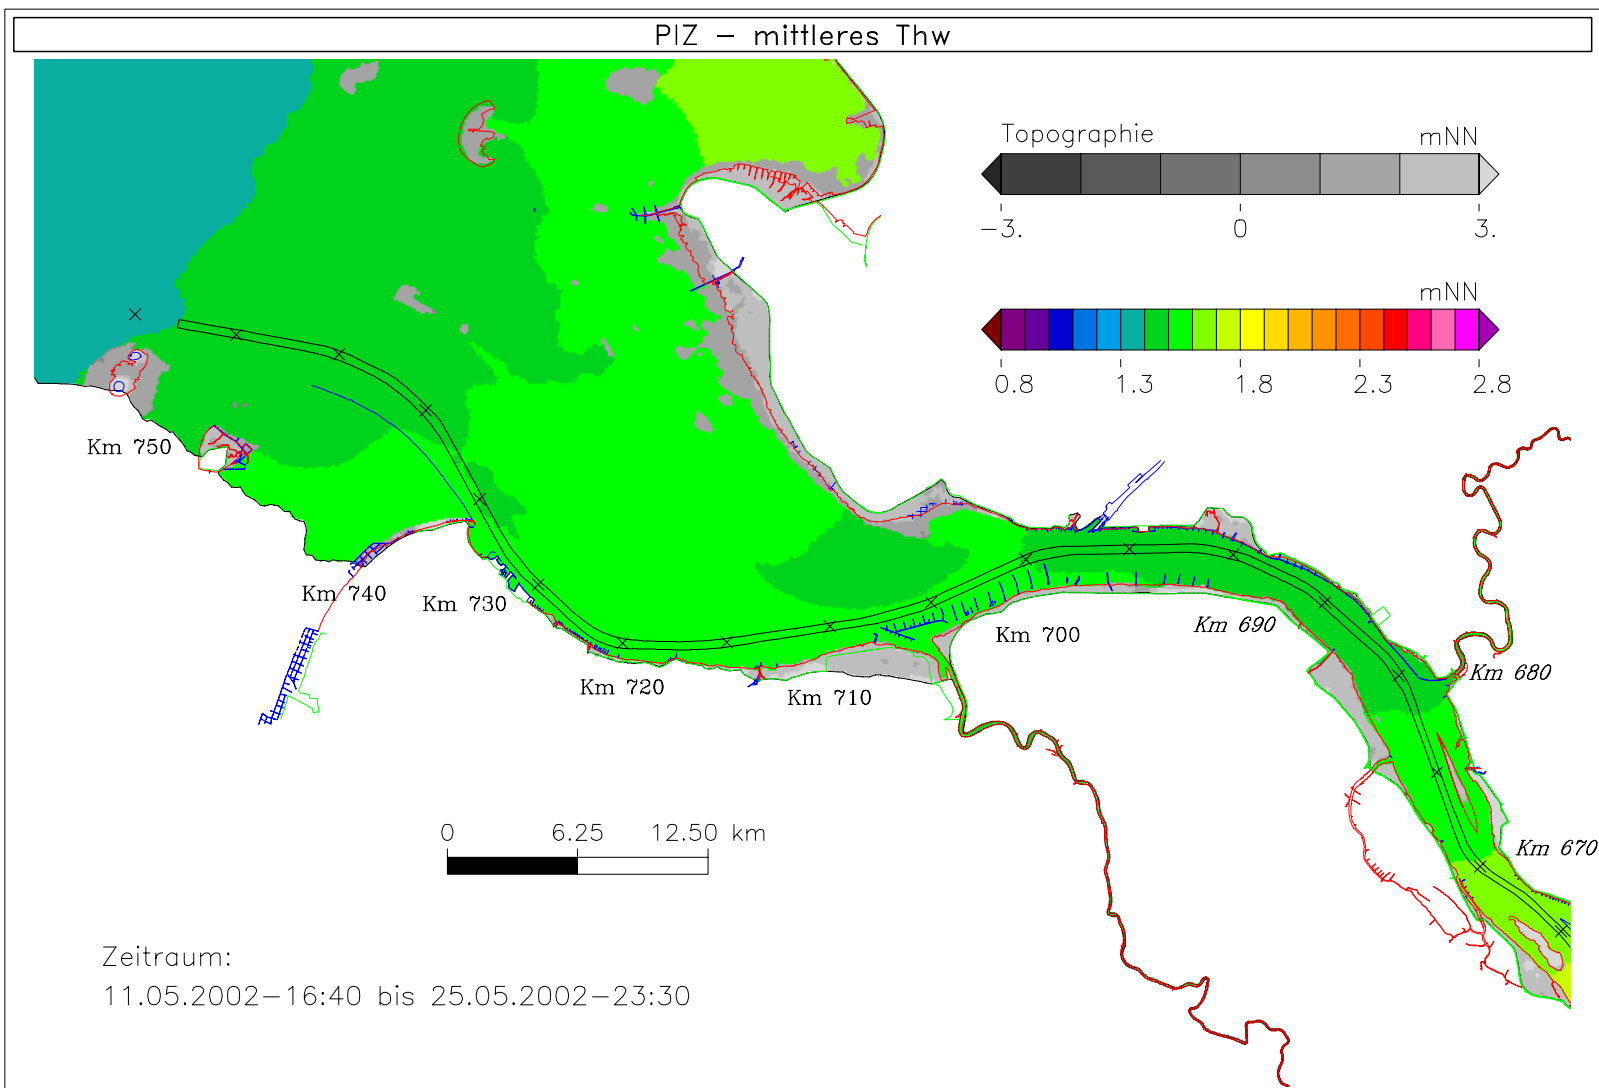 PIZ - mittleres Thw
Topographie mNN
-3. 0 3.
mNN
0.8 1.3 1.8 2.3 2.8
Km 750
Km 740
Km 730
Km 720
Km 710
Km 700
Km 690
Km 680
Km 670
0 6.25 12.50 km
Zeitraum:
11.05.2002-16:40 bis 25.05.2002-23:30